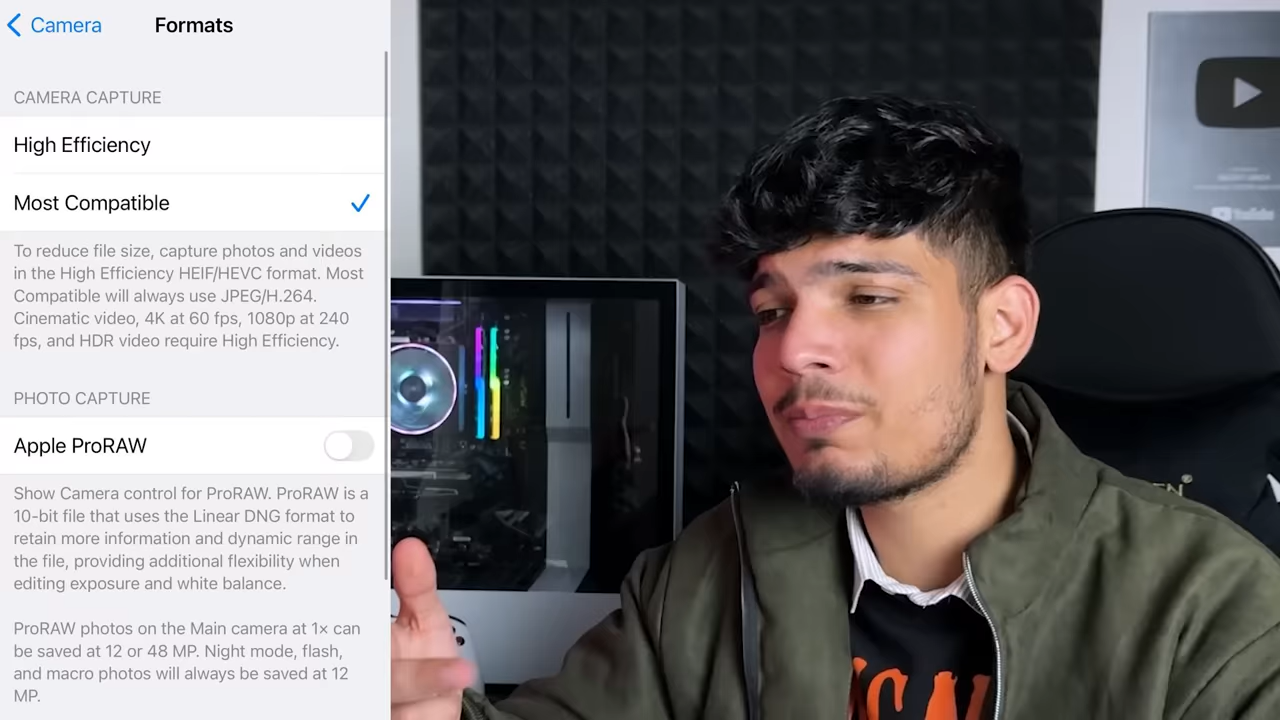 Camera
Formats
CAMERA CAPTURE
High Efficiency
Most Compatible
To reduce file size, capture photos and videos
in the High Efficiency HEIF/HEVC format. Most
Compatible will always use JPEG/H.264.
Cinematic video, 4K at 60 fps, 1080p at 240
fps, and HDR video require High Efficiency.
PHOTO CAPTURE
Apple ProRAW
Show Camera control for ProRAW. ProRAW is a
10-bit file that uses the Linear DNG format to
retain more information and dynamic range in
the file, providing additional flexibility when
editing exposure and white balance.
ProRAW photos on the Main camera at 1× can
be saved at 12 or 48 MP. Night mode, flash,
and macro photos will always be saved at 12
MP.
YouTube
EN